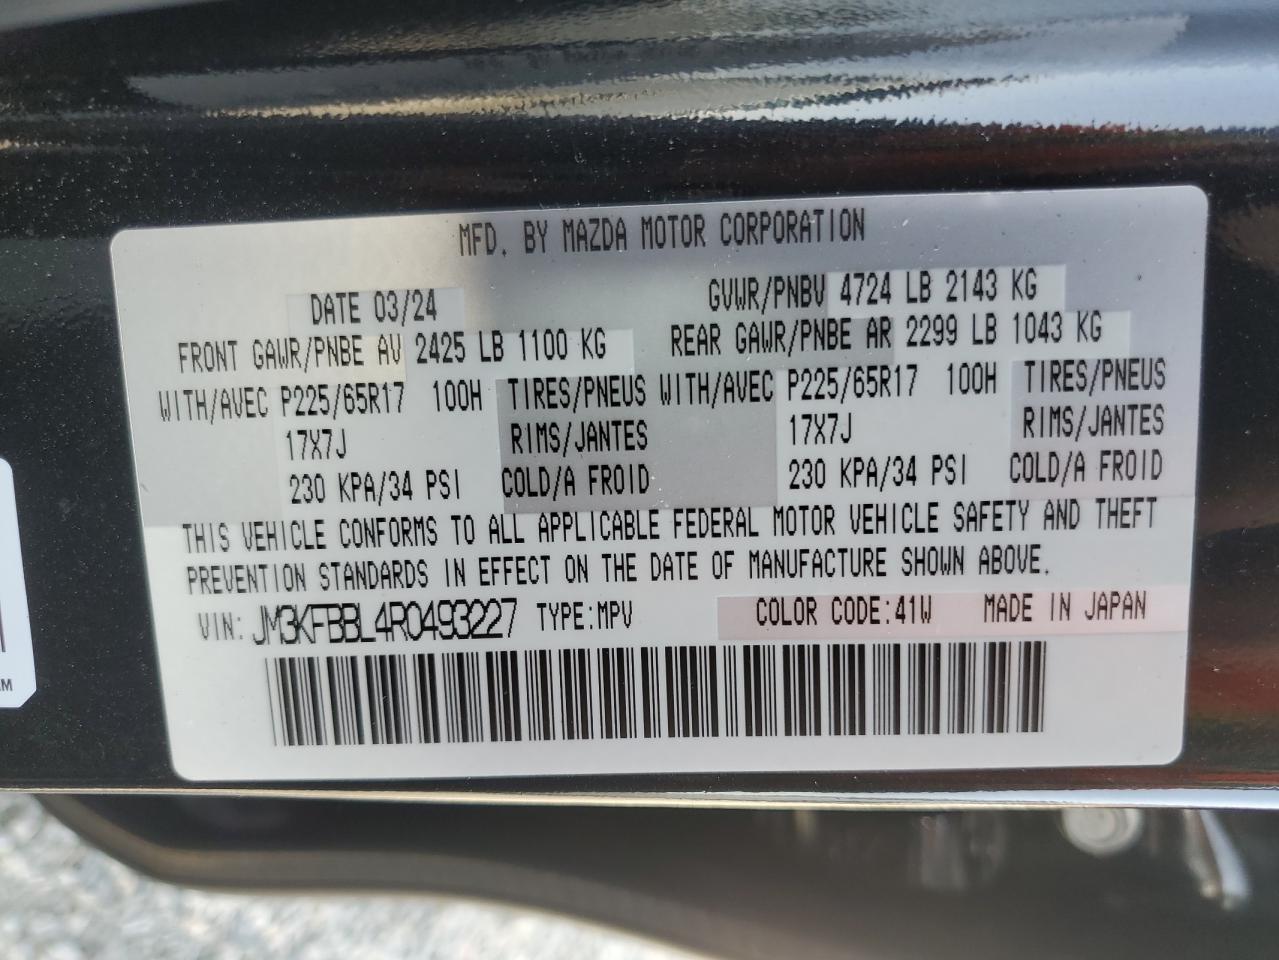 MFD. BY MAZDA MOTOR CORPORATION
DATE 03/24 GVWR/PNBV 4724 LB 2143 KG
FRONT GAWR/PNBE AV 2425 LB 1100 KG REAR GAWR/PNBE AR 2299 LB 1043 KG
WITH/AVEC P225/65R17 100H TIRES/PNEUS WITH/AVEC P225/65R17 100H TIRES/PNEUS
17X7J RIMS/JANTES 17X7J RIMS/JANTES
230 KPA/34 PSI COLD/A FROID 230 KPA/34 PSI COLD/A FROID
THIS VEHICLE CONFORMS TO ALL APPLICABLE FEDERAL MOTOR VEHICLE SAFETY AND THEFT
PREVENTION STANDARDS IN EFFECT ON THE DATE OF MANUFACTURE SHOWN ABOVE.
VIN: JM3KFBBL4R0493227 TYPE:MPV COLOR CODE:41W MADE IN JAPAN